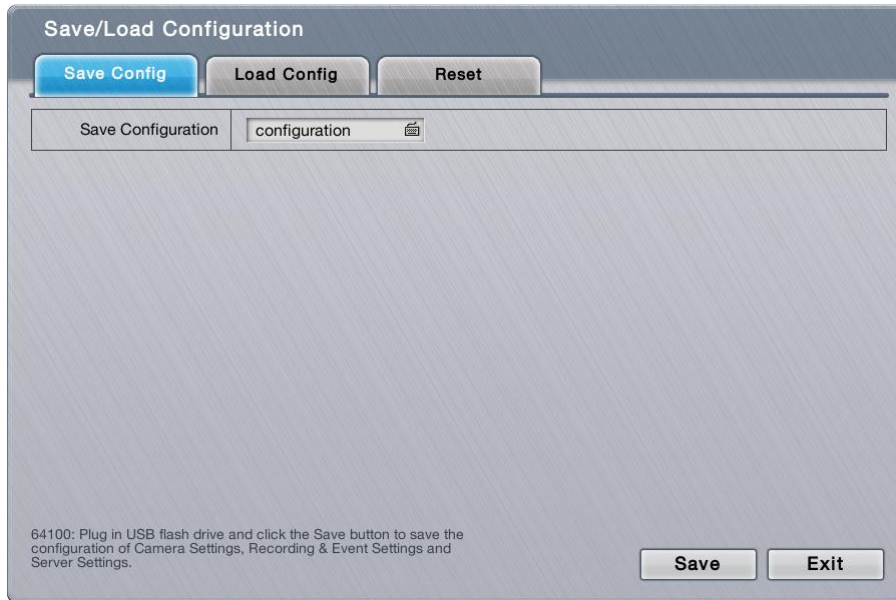 Save/Load Configuration
Save Config Load Config Reset
Save Configuration configuration
64100: Plug in USB flash drive and click the Save button to save the
configuration of Camera Settings, Recording & Event Settings and
Server Settings.
Save Exit